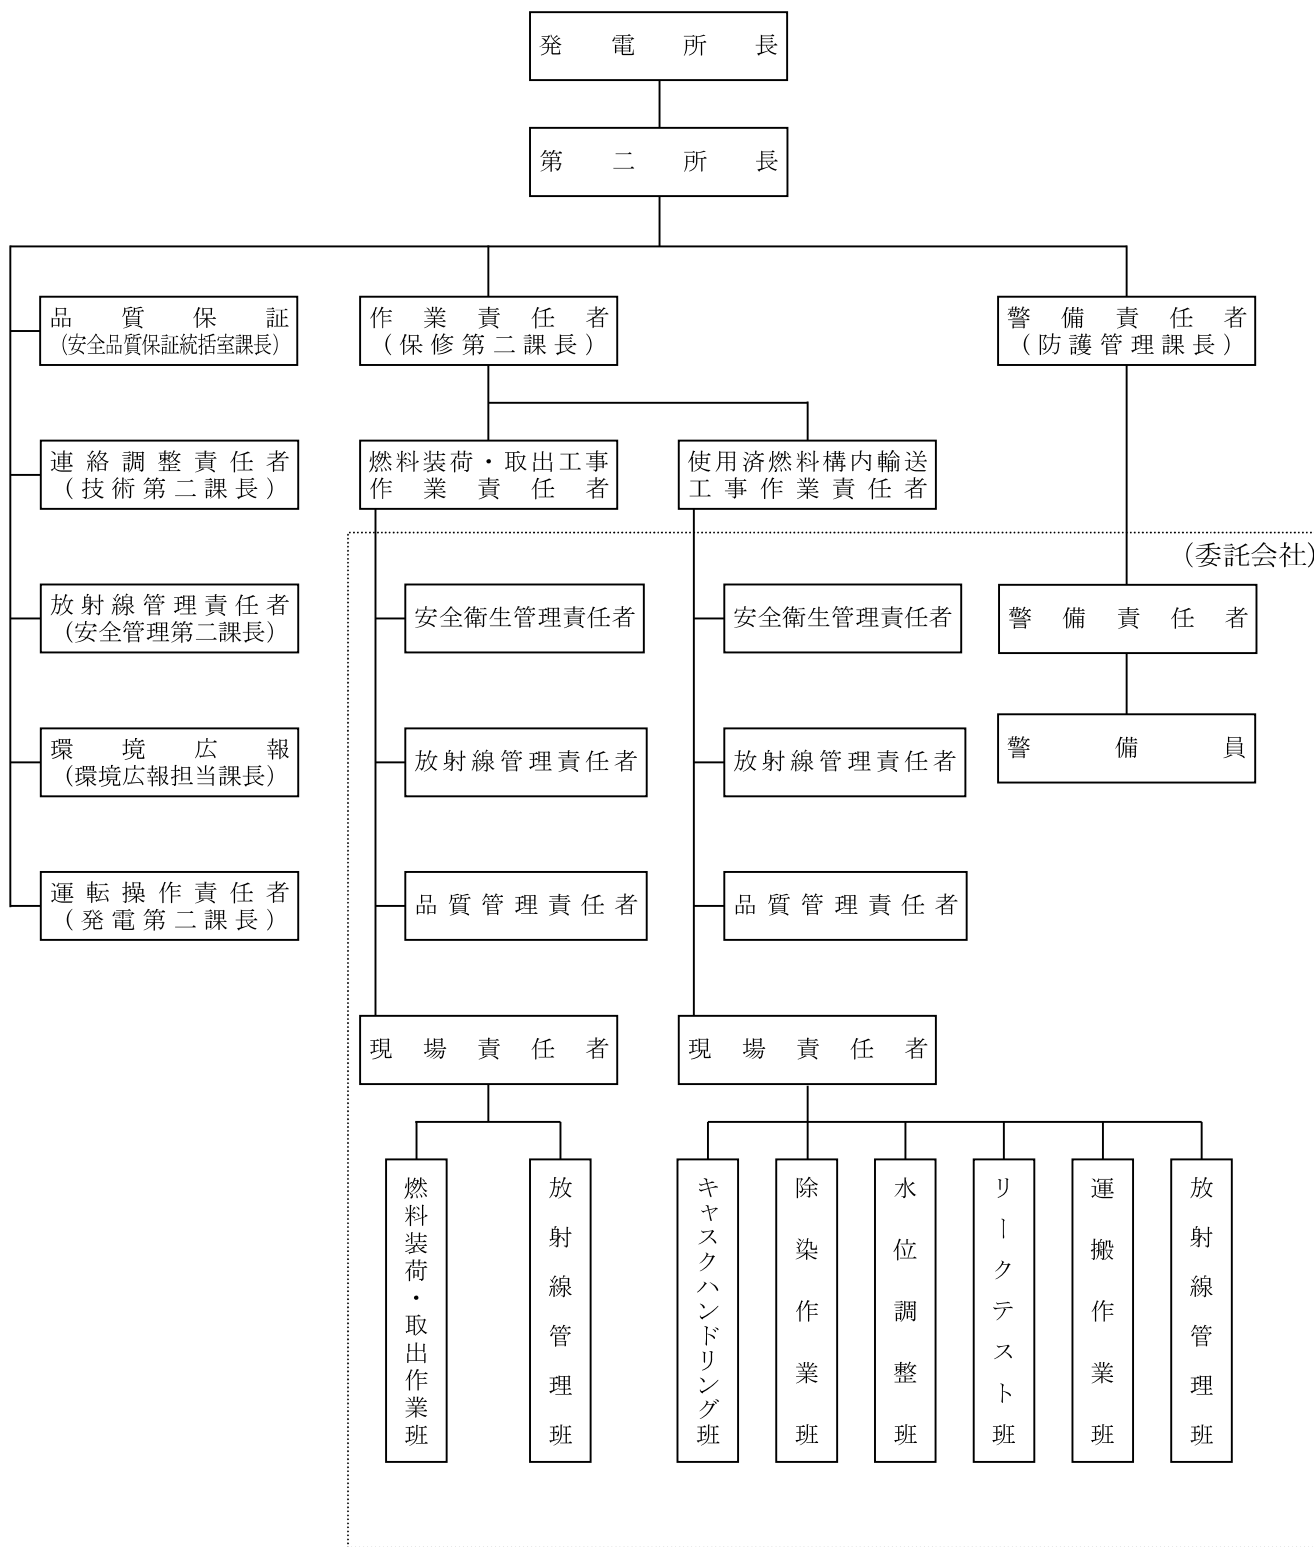 発電所長
第二所長
品質保証
（安全品質保証統括室課長）
作業責任者
（保修第二課長）
警備責任者
（防護管理課長）
連絡調整責任者
（技術第二課長）
燃料装荷・取出工事
作業責任者
使用済燃料構内輸送
工事作業責任者
（委託会社）
放射線管理責任者
（安全管理第二課長）
安全衛生管理責任者
安全衛生管理責任者
警備責任者
環境広報
（環境広報担当課長）
放射線管理責任者
放射線管理責任者
警備員
運転操作責任者
（発電第二課長）
品質管理責任者
品質管理責任者
現場責任者
現場責任者
燃料装荷・取出作業班
放射線管理班
キャスクハンドリング班
除染作業班
水位調整班
リークテスト班
運搬作業班
放射線管理班